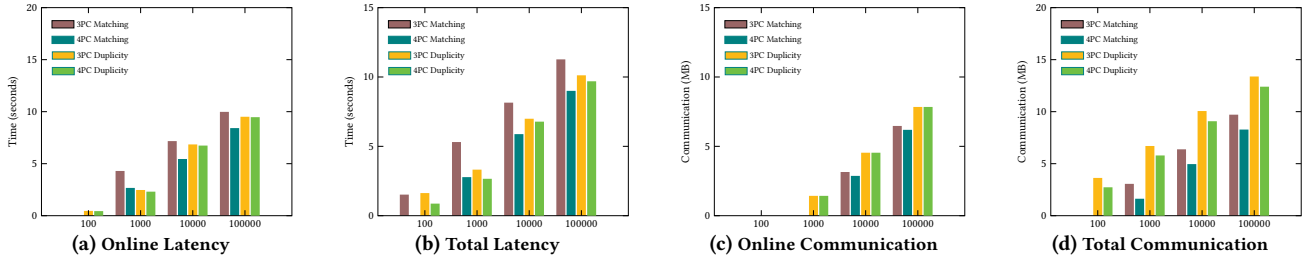 20
15
10
5
0
Time (seconds)
3PC Matching
4PC Matching
3PC Duplicity
4PC Duplicity
100 1000 10000 100000
(a) Online Latency
15
10
5
0
Time (seconds)
3PC Matching
4PC Matching
3PC Duplicity
4PC Duplicity
100 1000 10000 100000
(b) Total Latency
15
10
5
0
Communication (MB)
3PC Matching
4PC Matching
3PC Duplicity
4PC Duplicity
100 1000 10000 100000
(c) Online Communication
20
15
10
5
0
Communication (MB)
3PC Matching
4PC Matching
3PC Duplicity
4PC Duplicity
100 1000 10000 100000
(d) Total Communication